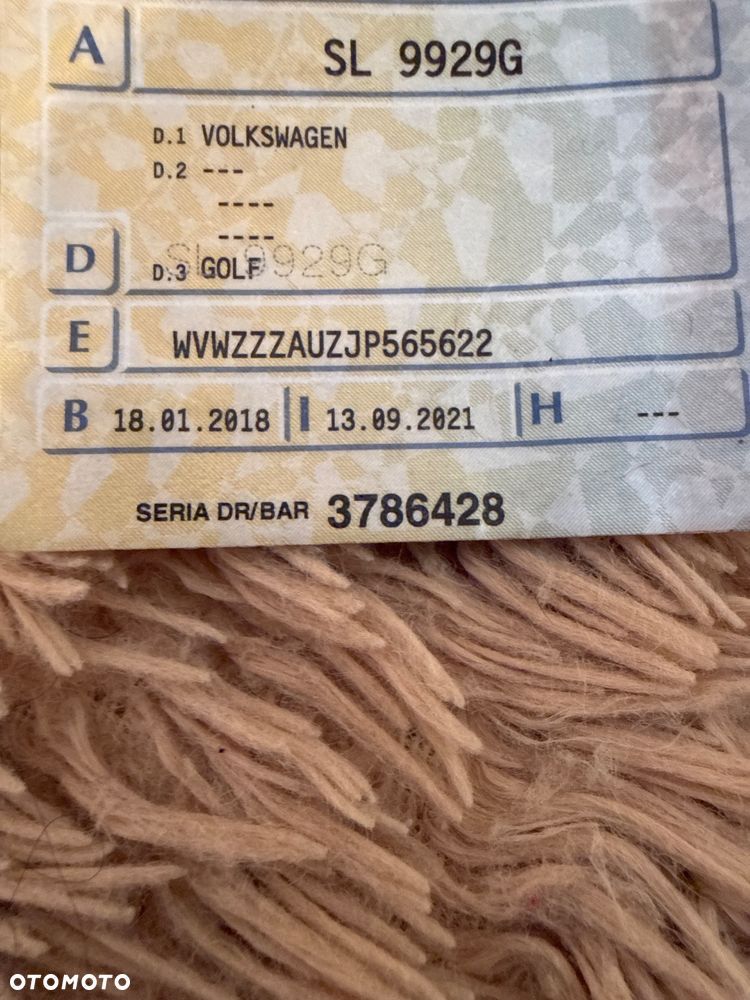 A SL 9929G
D.1 VOLKSWAGEN
D.2 ---
----
----
SL 9929G
D D.3 GOLF
E WVWZZZAUZJP565622
B 18.01.2018 I 13.09.2021 H ---
SERIA DR/BAR 3786428
OTOMOTO